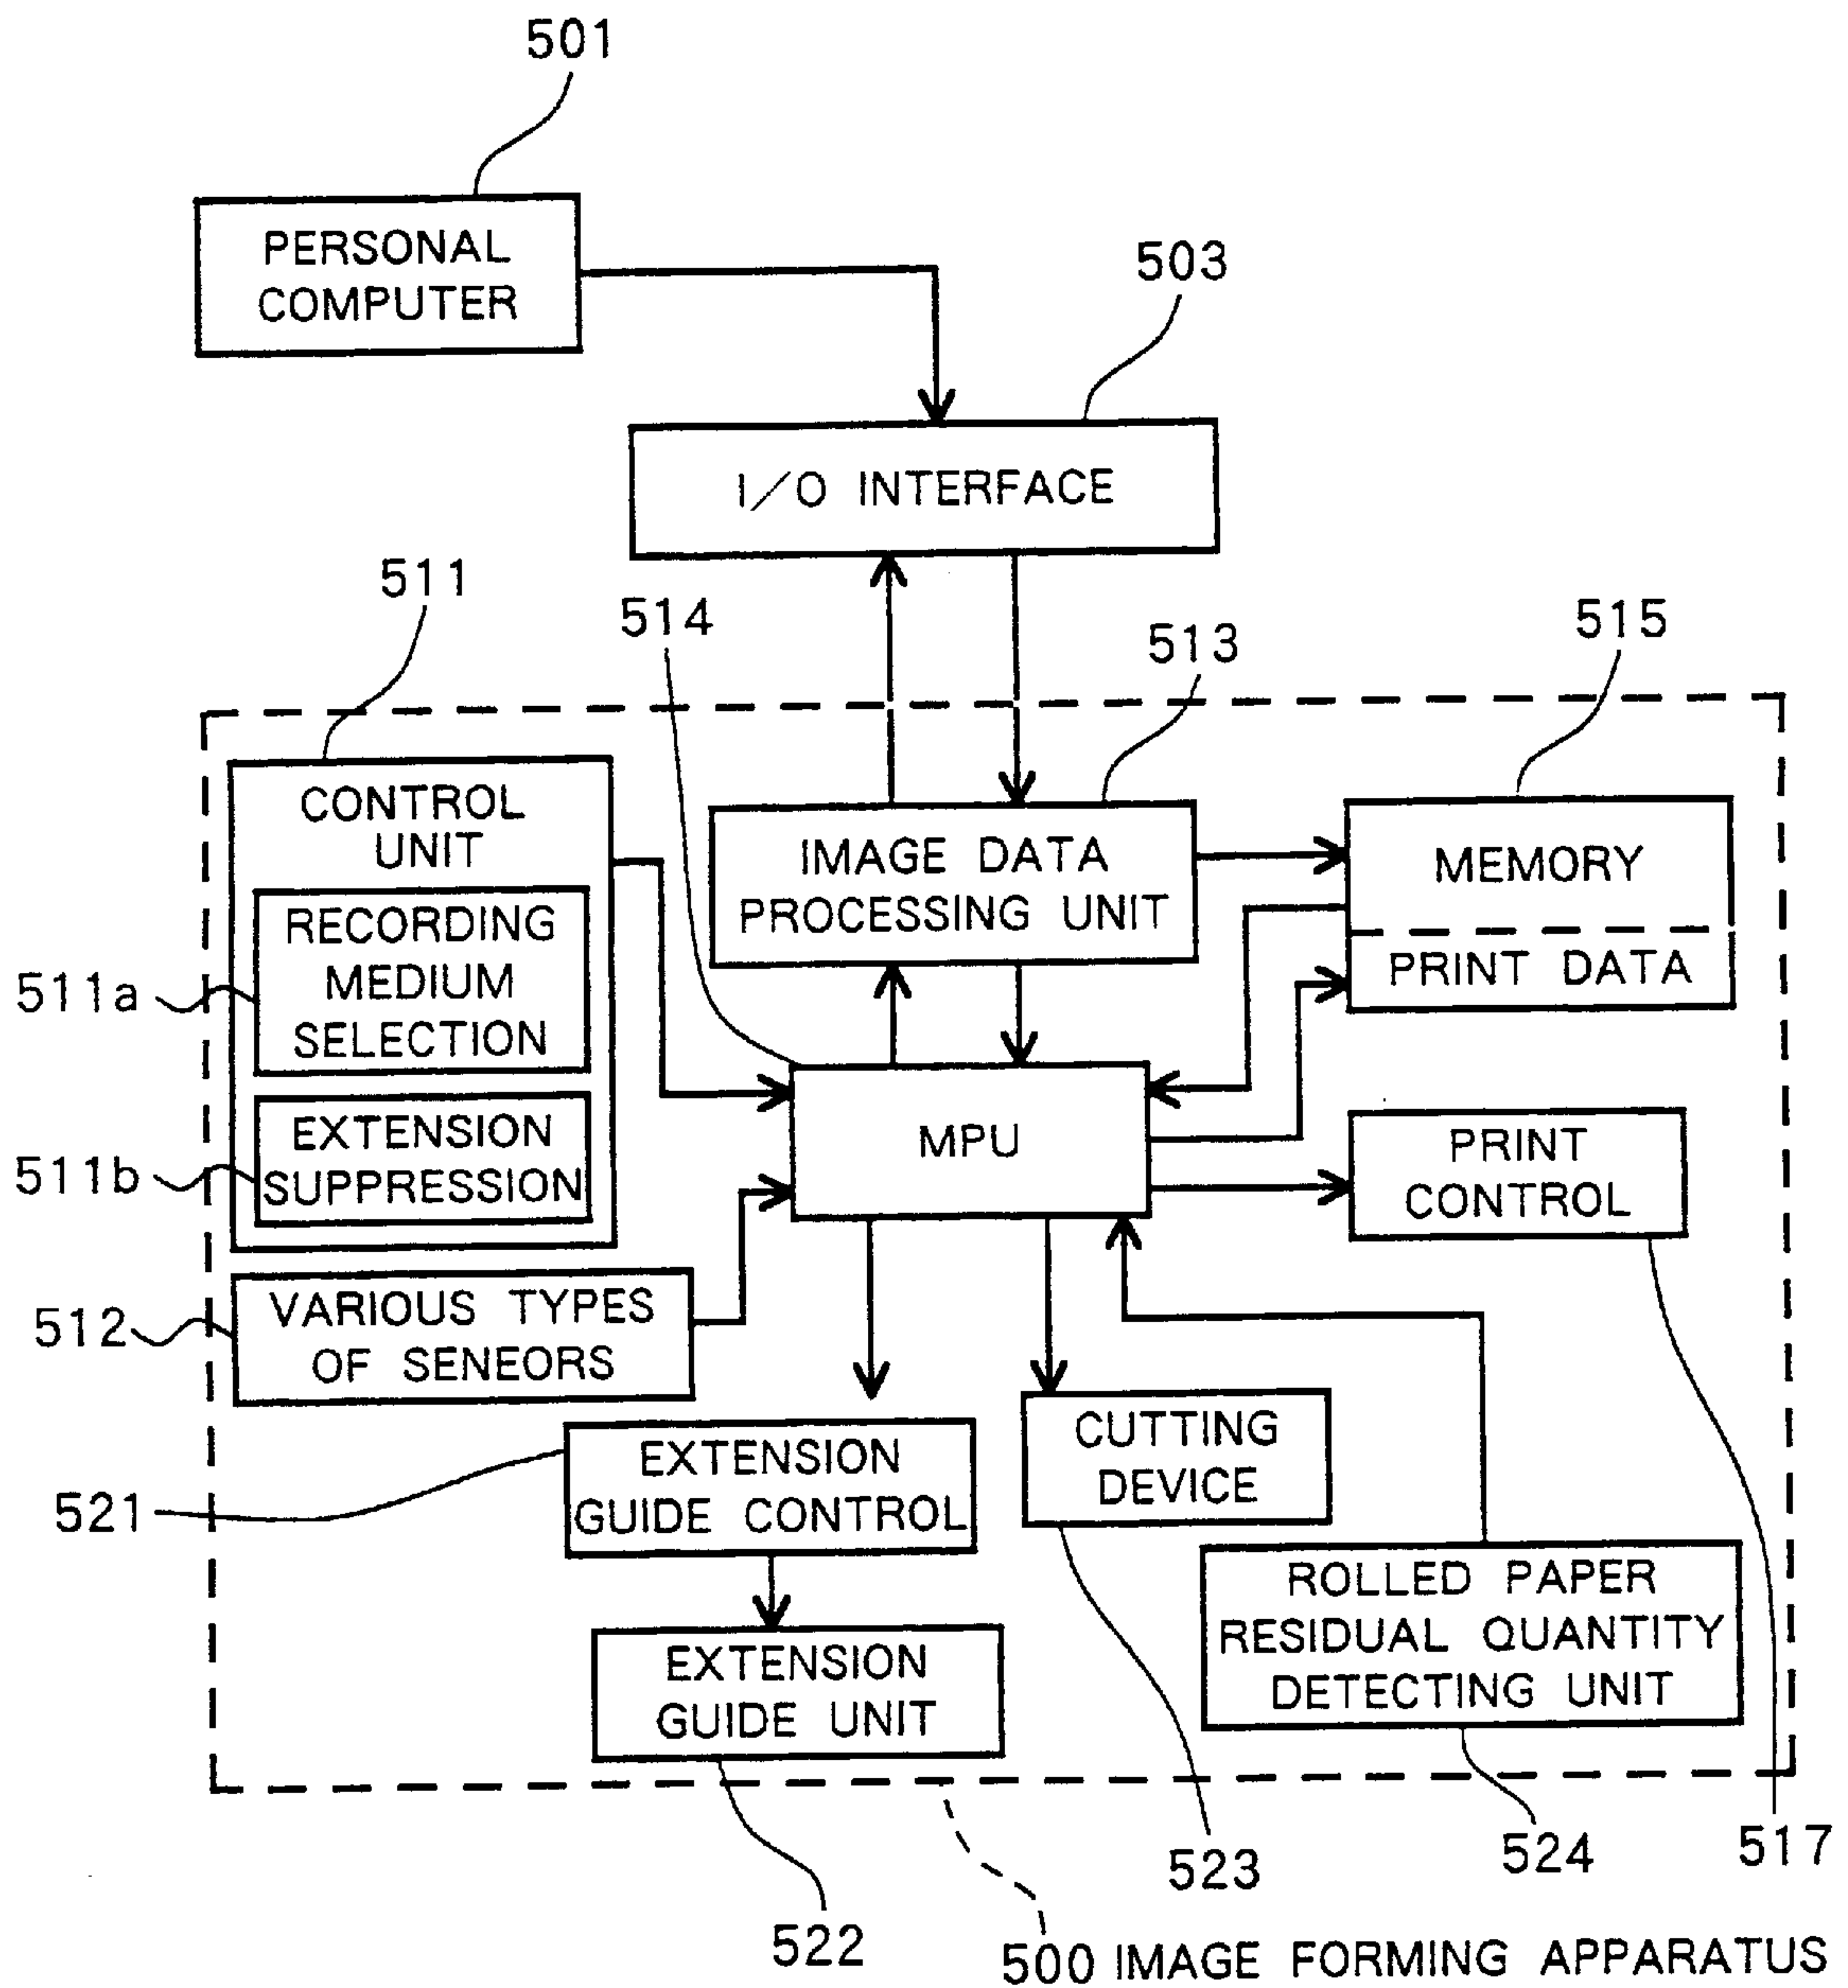 501
PERSONAL
COMPUTER
503
I/O INTERFACE
511
514
513
515
CONTROL
UNIT
RECORDING
MEDIUM
SELECTION
511a
EXTENSION
SUPPRESSION
511b
IMAGE DATA
PROCESSING UNIT
MEMORY
PRINT DATA
MPU
PRINT
CONTROL
512
VARIOUS TYPES
OF SENEORS
521
EXTENSION
GUIDE CONTROL
CUTTING
DEVICE
EXTENSION
GUIDE UNIT
ROLLED PAPER
RESIDUAL QUANTITY
DETECTING UNIT
522
523
524
517
500 IMAGE FORMING APPARATUS